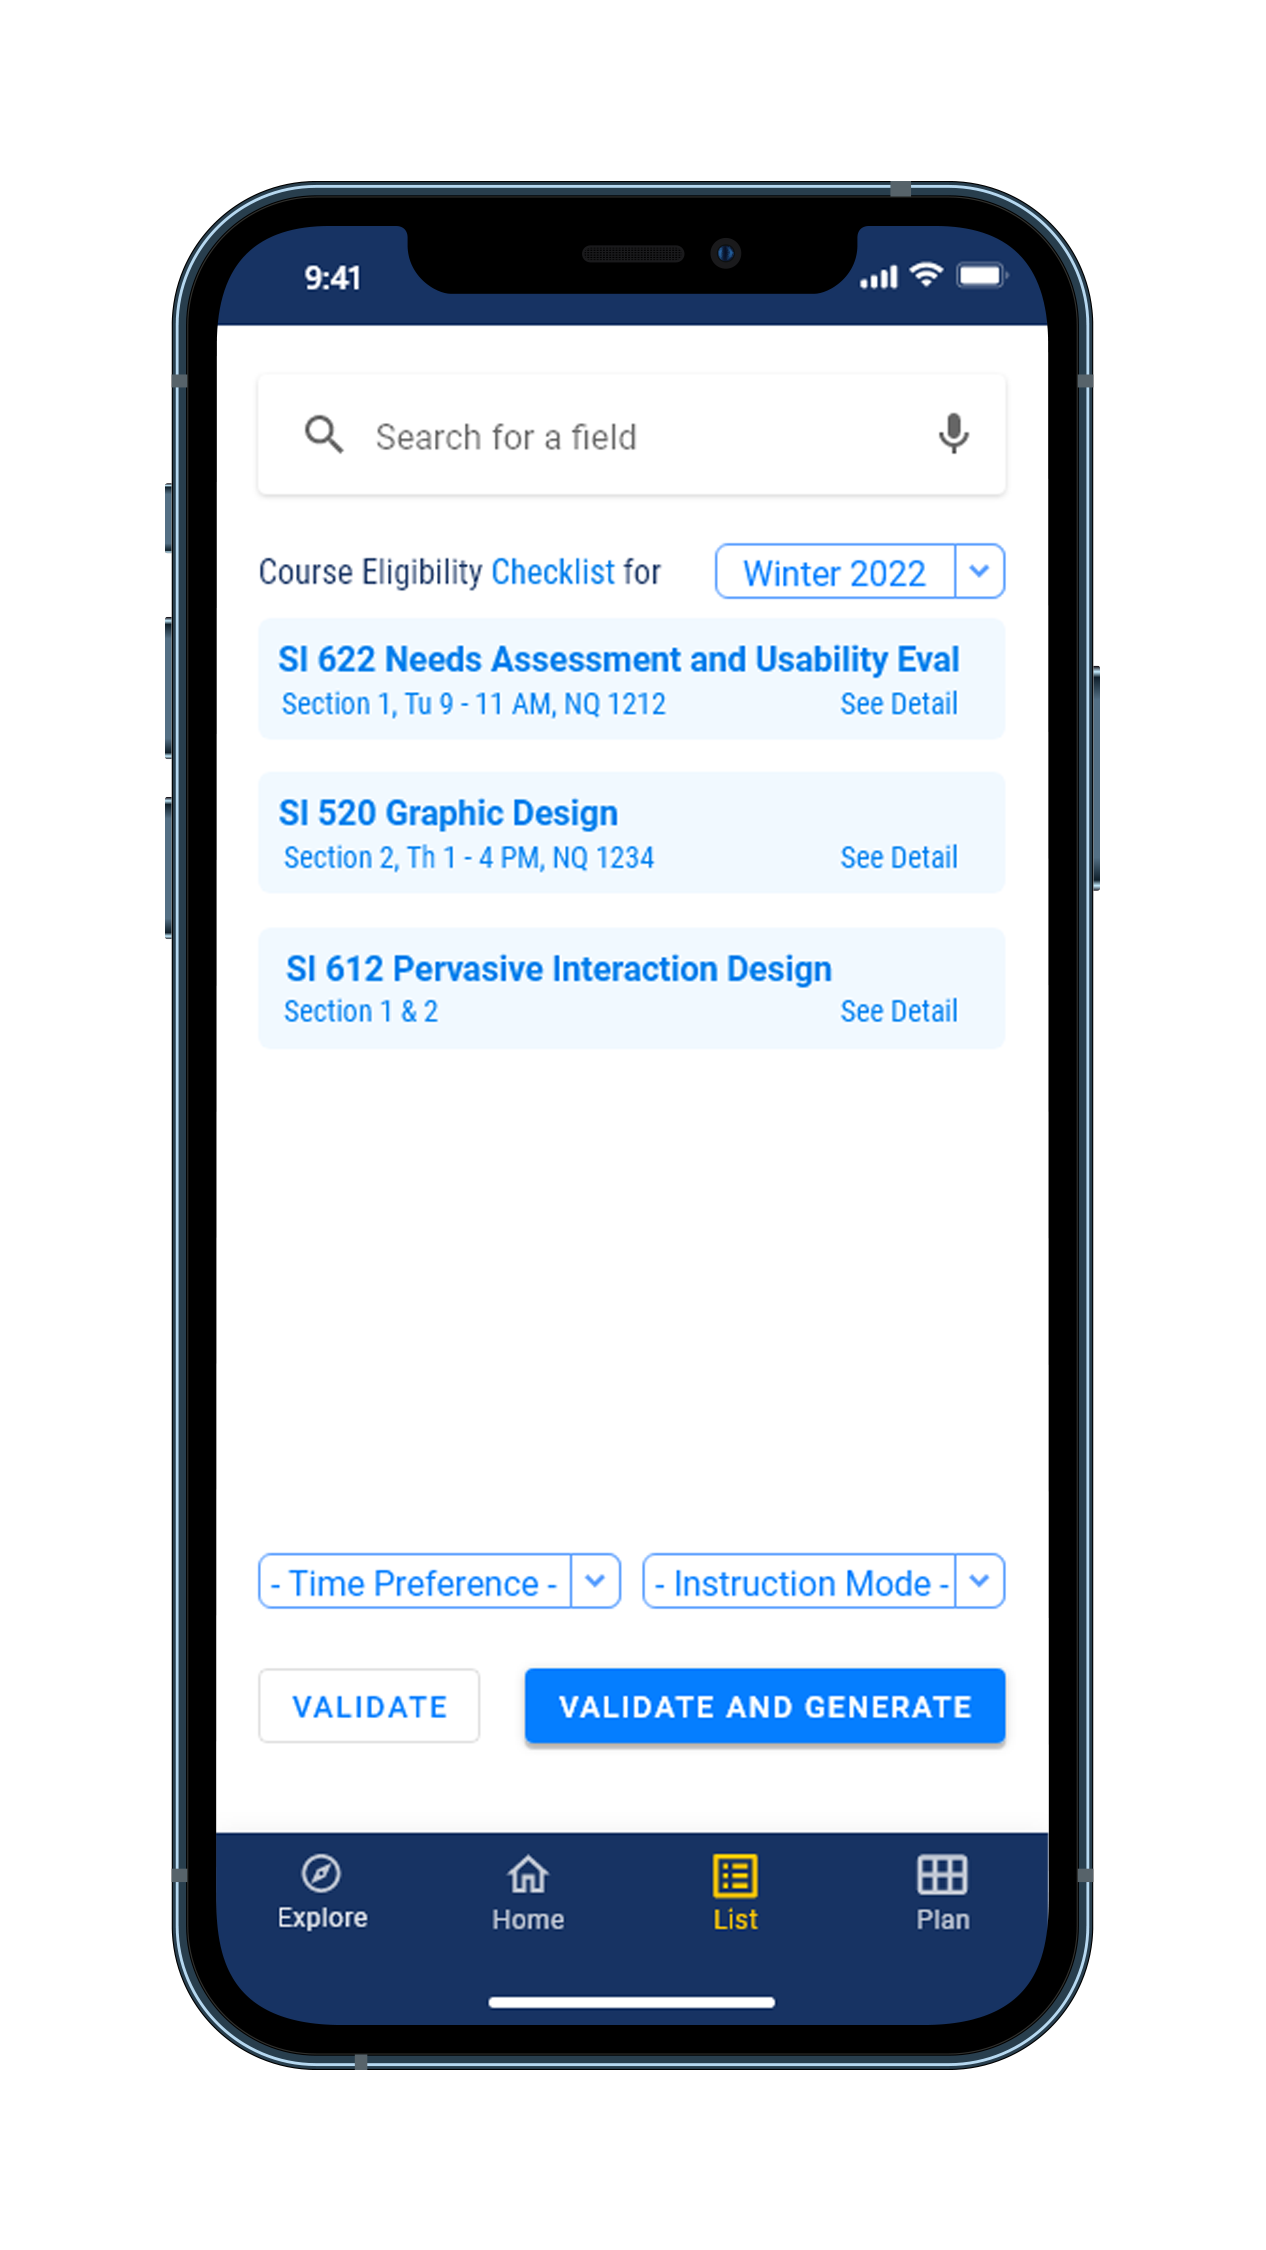 9:41
Search for a field
Course Eligibility Checklist for Winter 2022
SI 622 Needs Assessment and Usability Eval
Section 1, Tu 9 - 11 AM, NQ 1212 See Detail
SI 520 Graphic Design
Section 2, Th 1 - 4 PM, NQ 1234 See Detail
SI 612 Pervasive Interaction Design
Section 1 & 2 See Detail
- Time Preference - - Instruction Mode -
VALIDATE VALIDATE AND GENERATE
Explore Home List Plan